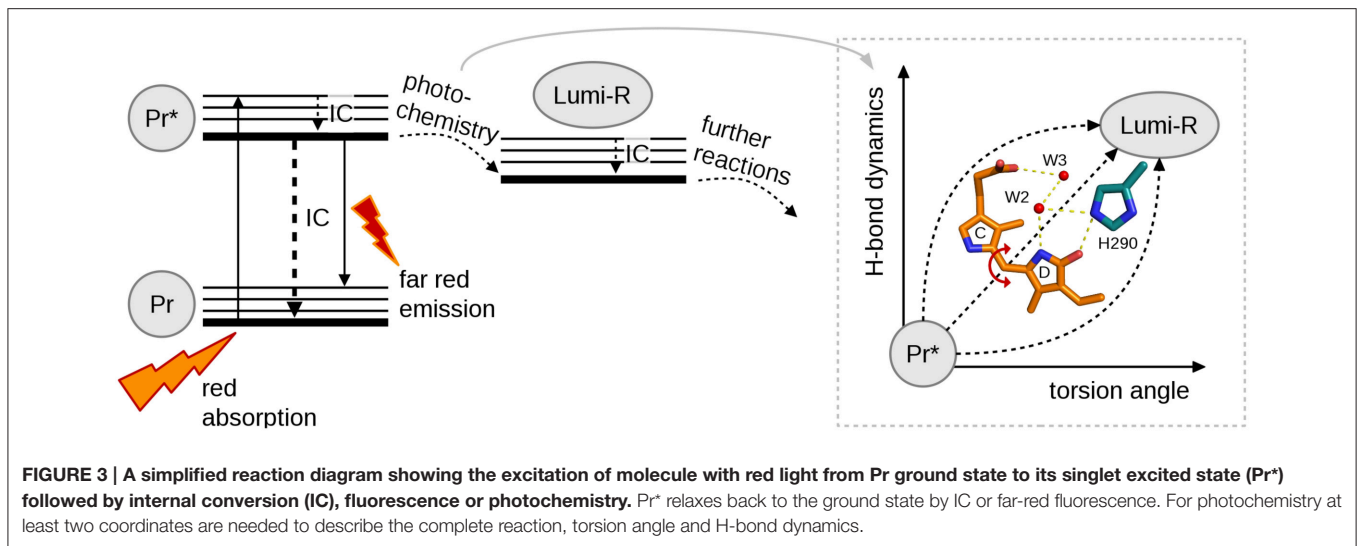 Pr*
IC
photo-
chemistry
Lumi-R
IC
further
reactions
IC
far red
emission
Pr
red
absorption
H-bond dynamics
Lumi-R
W3
W2
C
H290
D
Pr*
torsion angle
FIGURE 3 | A simplified reaction diagram showing the excitation of molecule with red light from Pr ground state to its singlet excited state (Pr*)
followed by internal conversion (IC), fluorescence or photochemistry. Pr* relaxes back to the ground state by IC or far-red fluorescence. For photochemistry at
least two coordinates are needed to describe the complete reaction, torsion angle and H-bond dynamics.